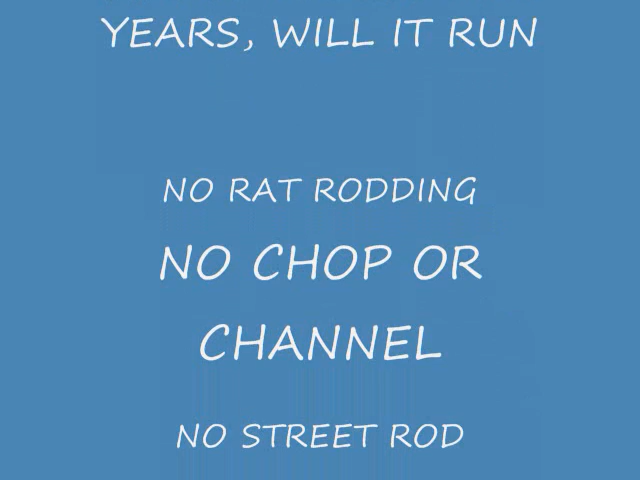 YEARS, WILL IT RUN
NO RAT RODDING
NO CHOP OR
CHANNEL
NO STREET ROD